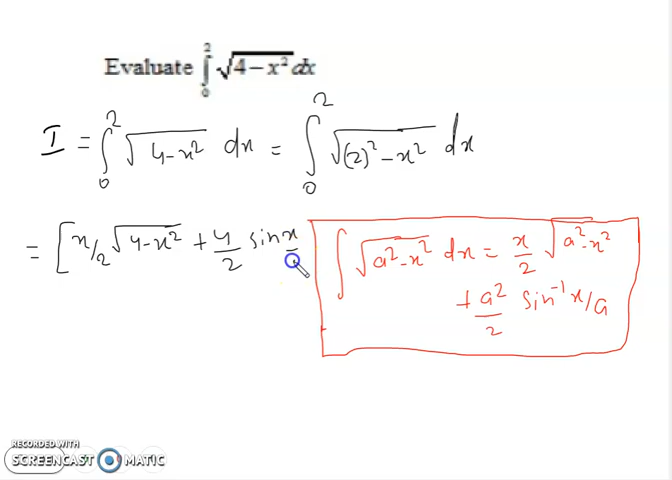 Evaluate ∫₀² √(4 − x²) dx
I = ∫₀² √(4 − x²) dx = ∫₀² √((2)² − x²) dx
= [x/2 √(4 − x²) + 4/2 sin x
∫ √(a² − x²) dx = x/2 √(a² − x²)
+ a²/2 sin⁻¹ x/a
RECORDED WITH
SCREENCAST MATIC